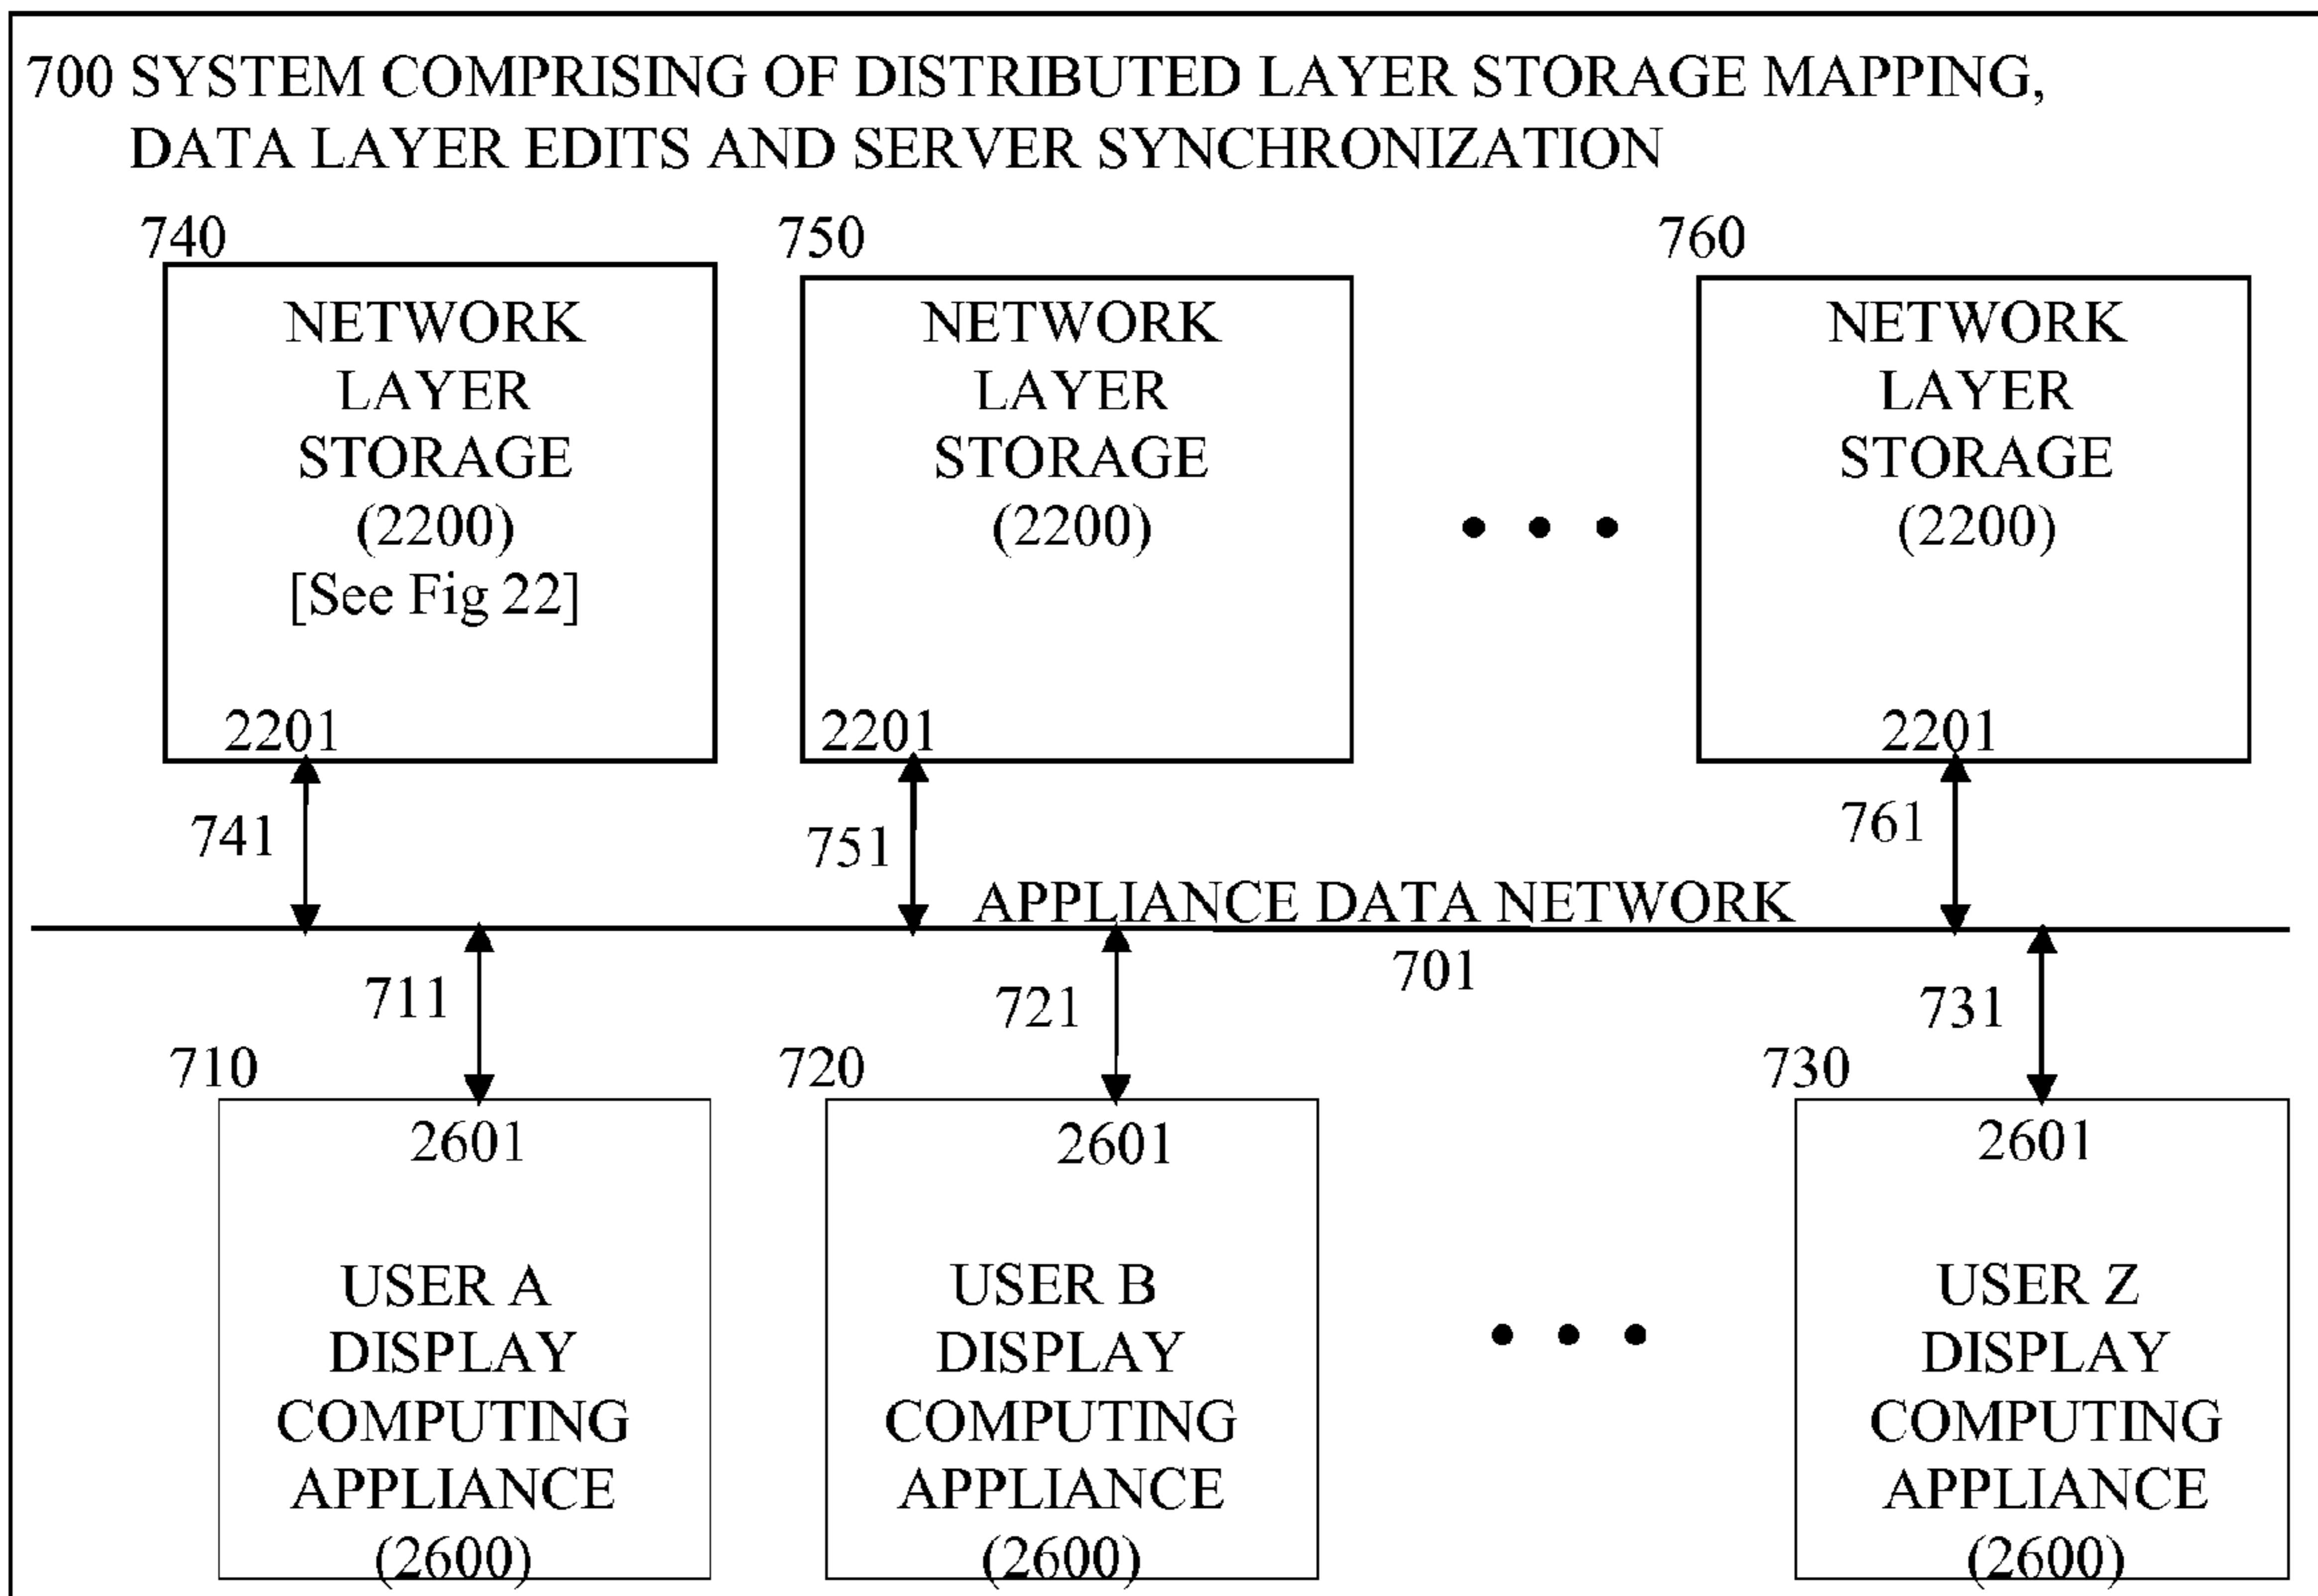 700 SYSTEM COMPRISING OF DISTRIBUTED LAYER STORAGE MAPPING,
DATA LAYER EDITS AND SERVER SYNCHRONIZATION
740
NETWORK
LAYER
STORAGE
(2200)
[See Fig 22]
2201
750
NETWORK
LAYER
STORAGE
(2200)
2201
• • •
760
NETWORK
LAYER
STORAGE
(2200)
2201
741
751
761
APPLIANCE DATA NETWORK
701
711
721
731
710
2601
USER A
DISPLAY
COMPUTING
APPLIANCE
(2600)
720
2601
USER B
DISPLAY
COMPUTING
APPLIANCE
(2600)
• • •
730
2601
USER Z
DISPLAY
COMPUTING
APPLIANCE
(2600)